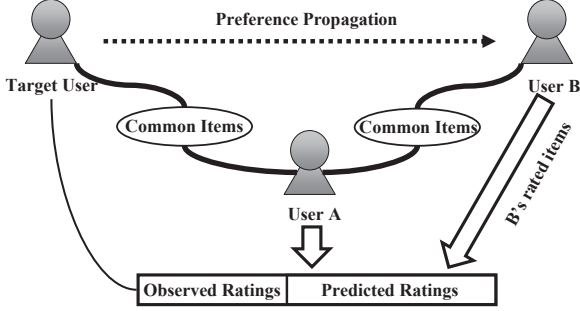 Preference Propagation
Target User
User B
Common Items
Common Items
User A
B's rated items
Observed Ratings
Predicted Ratings